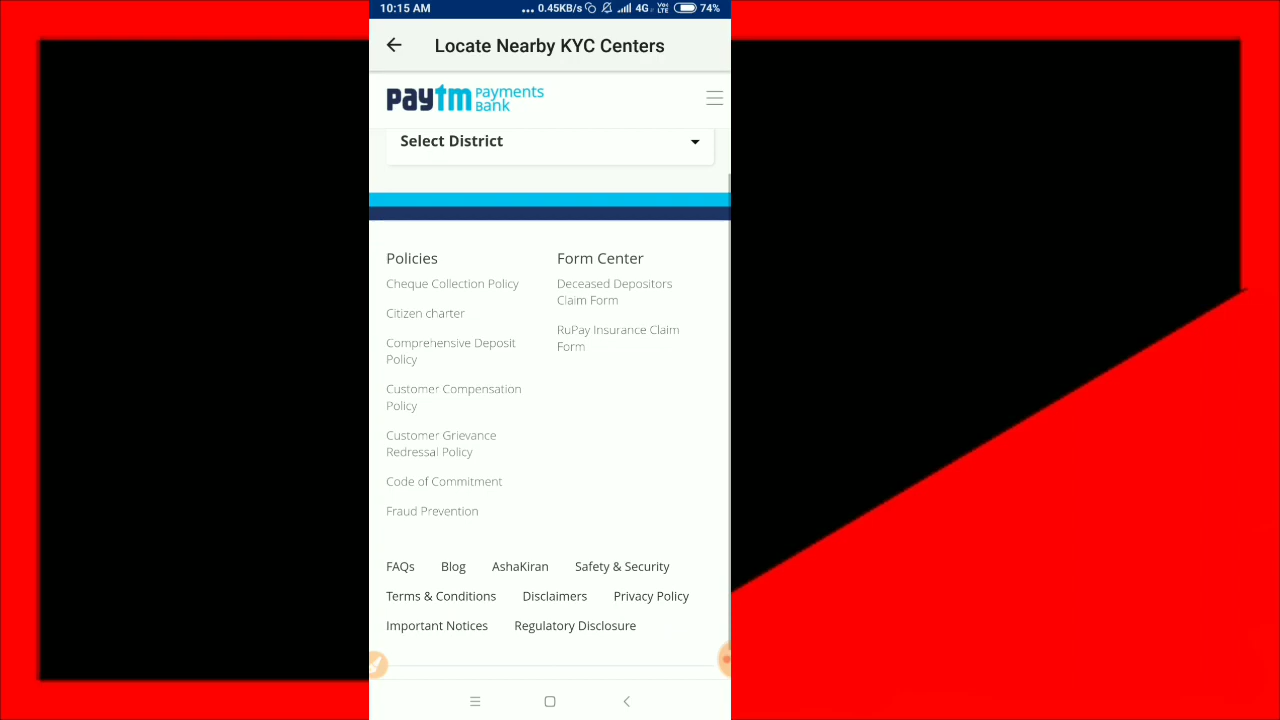 10:15 AM
... 0.45KB/s 4G VoLTE 74%
Locate Nearby KYC Centers
paytm Payments Bank
Select District
Policies
Cheque Collection Policy
Citizen charter
Comprehensive Deposit
Policy
Customer Compensation
Policy
Customer Grievance
Redressal Policy
Code of Commitment
Fraud Prevention
Form Center
Deceased Depositors
Claim Form
RuPay Insurance Claim
Form
FAQs Blog AshaKiran Safety & Security
Terms & Conditions Disclaimers Privacy Policy
Important Notices Regulatory Disclosure